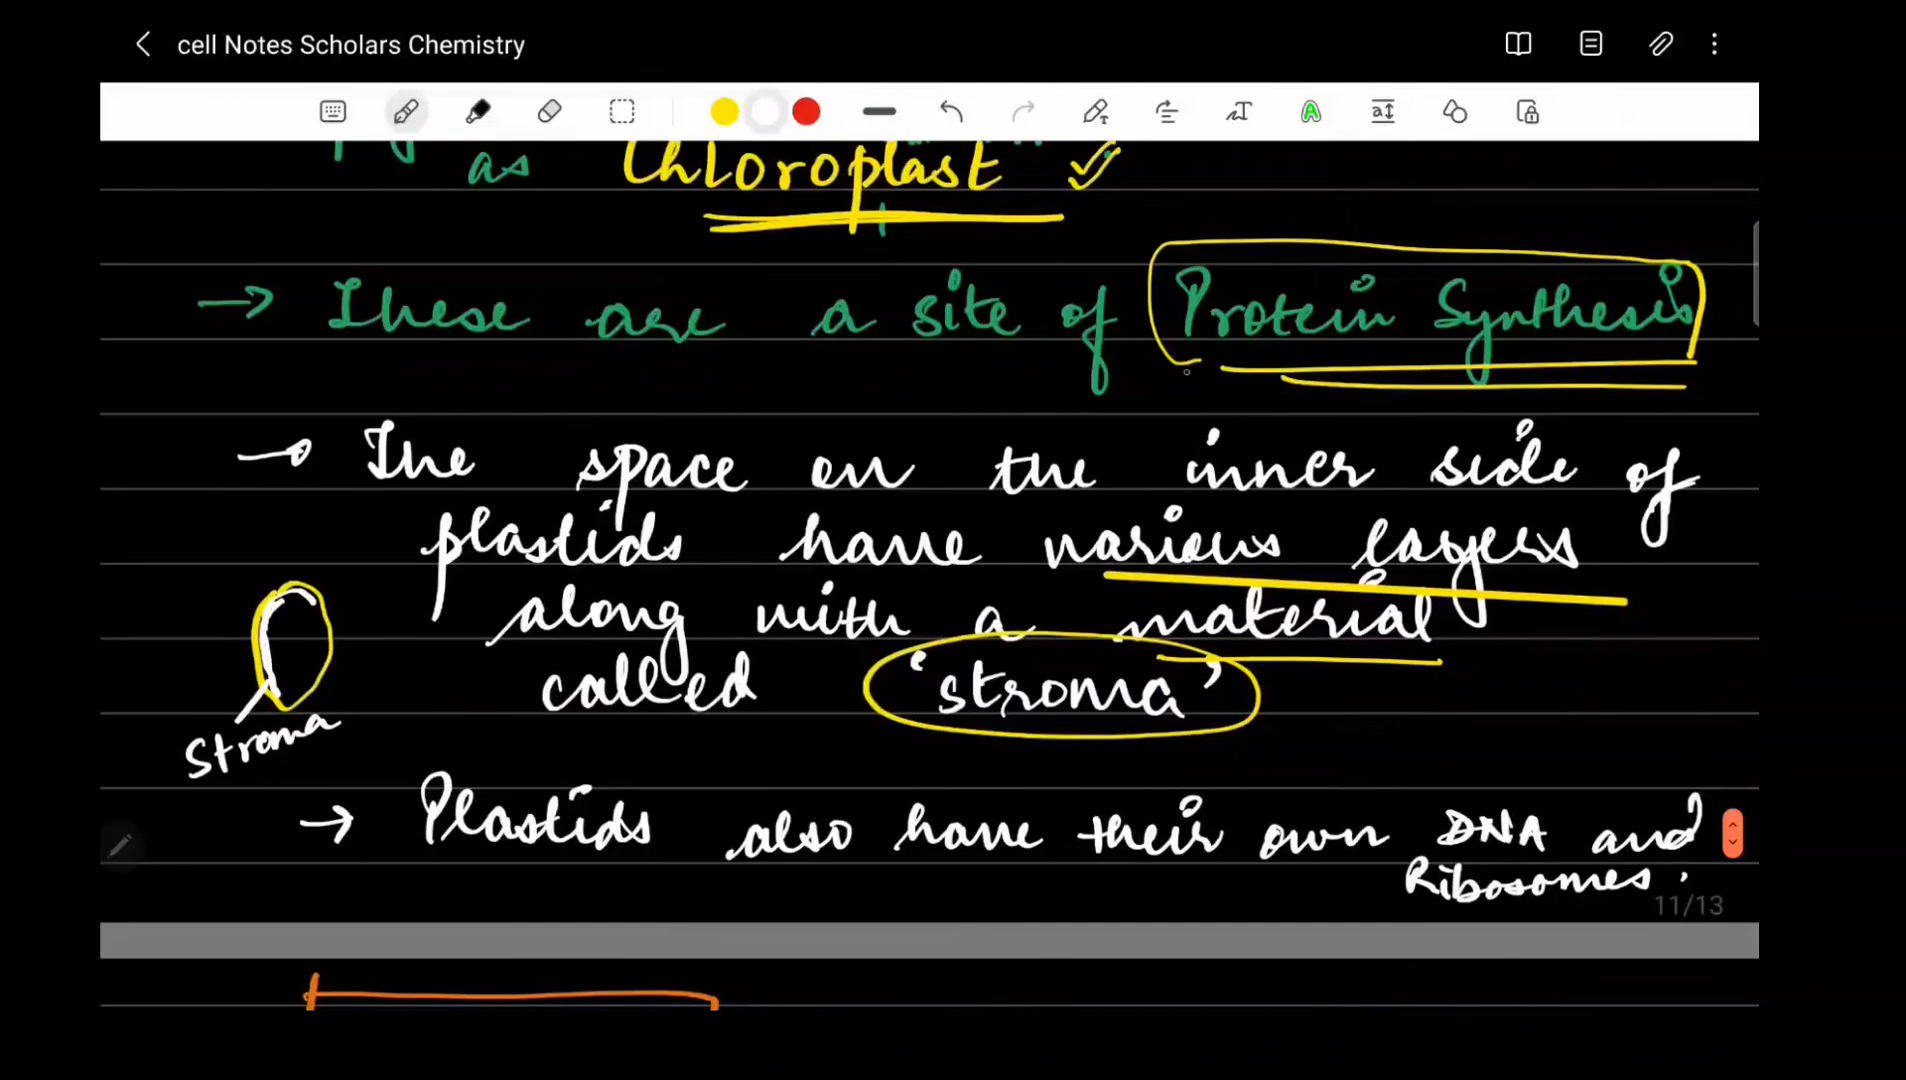 cell Notes Scholars Chemistry
as Chloroplast
→ These are a site of Protein Synthesis
→ The space on the inner side of
plastids have various layers
along with a material
called 'stroma'
Stroma
→ Plastids also have their own DNA and
Ribosomes.
11/13